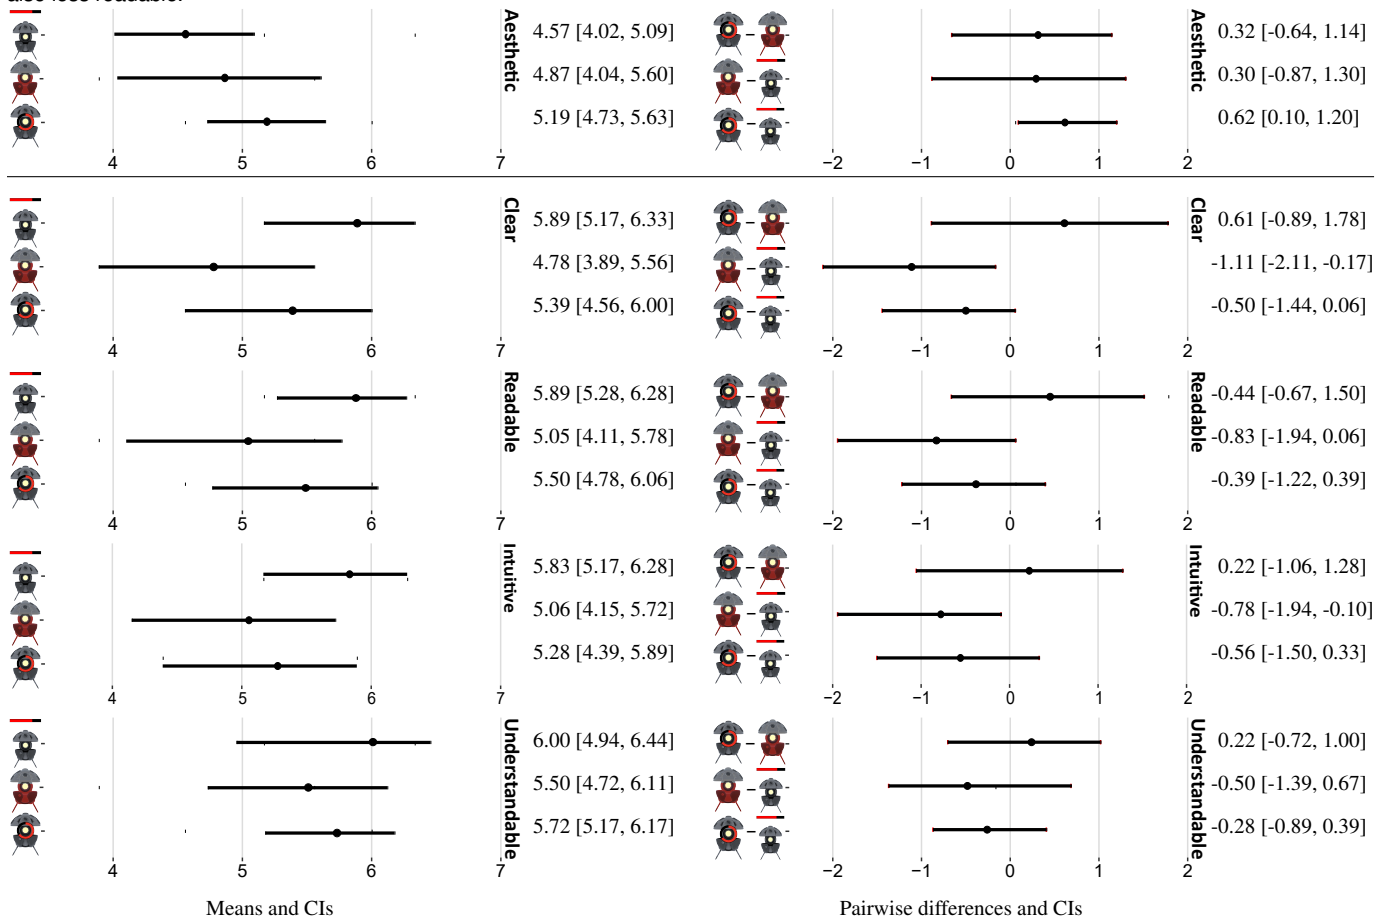 also less readable.
Aesthetic
4.57 [4.02, 5.09]
4.87 [4.04, 5.60]
5.19 [4.73, 5.63]
4 5 6 7
Aesthetic
0.32 [-0.64, 1.14]
0.30 [-0.87, 1.30]
0.62 [0.10, 1.20]
−2 −1 0 1 2
Clear
5.89 [5.17, 6.33]
4.78 [3.89, 5.56]
5.39 [4.56, 6.00]
4 5 6 7
Clear
0.61 [-0.89, 1.78]
-1.11 [-2.11, -0.17]
-0.50 [-1.44, 0.06]
−2 −1 0 1 2
Readable
5.89 [5.28, 6.28]
5.05 [4.11, 5.78]
5.50 [4.78, 6.06]
4 5 6 7
Readable
-0.44 [-0.67, 1.50]
-0.83 [-1.94, 0.06]
-0.39 [-1.22, 0.39]
−2 −1 0 1 2
Intuitive
5.83 [5.17, 6.28]
5.06 [4.15, 5.72]
5.28 [4.39, 5.89]
4 5 6 7
Intuitive
0.22 [-1.06, 1.28]
-0.78 [-1.94, -0.10]
-0.56 [-1.50, 0.33]
−2 −1 0 1 2
Understandable
6.00 [4.94, 6.44]
5.50 [4.72, 6.11]
5.72 [5.17, 6.17]
4 5 6 7
Understandable
0.22 [-0.72, 1.00]
-0.50 [-1.39, 0.67]
-0.28 [-0.89, 0.39]
−2 −1 0 1 2
Means and CIs
Pairwise differences and CIs